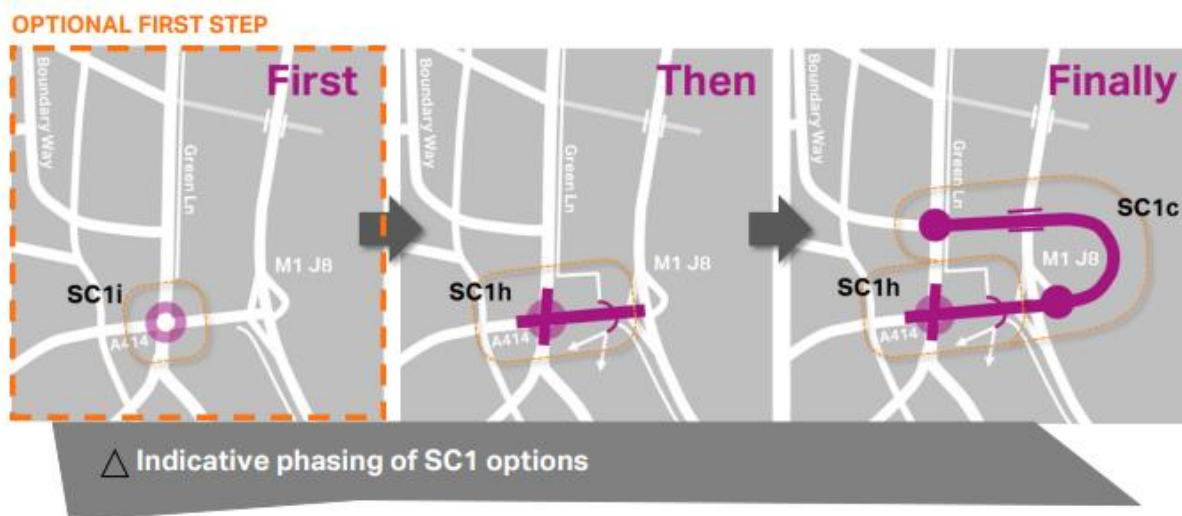 OPTIONAL FIRST STEP
First
Boundary Way
Green Ln
M1 J8
SC1i
A414
Then
Boundary Way
Green Ln
M1 J8
SC1h
A414
Finally
Boundary Way
Green Ln
SC1c
M1 J8
SC1h
A414
△ Indicative phasing of SC1 options